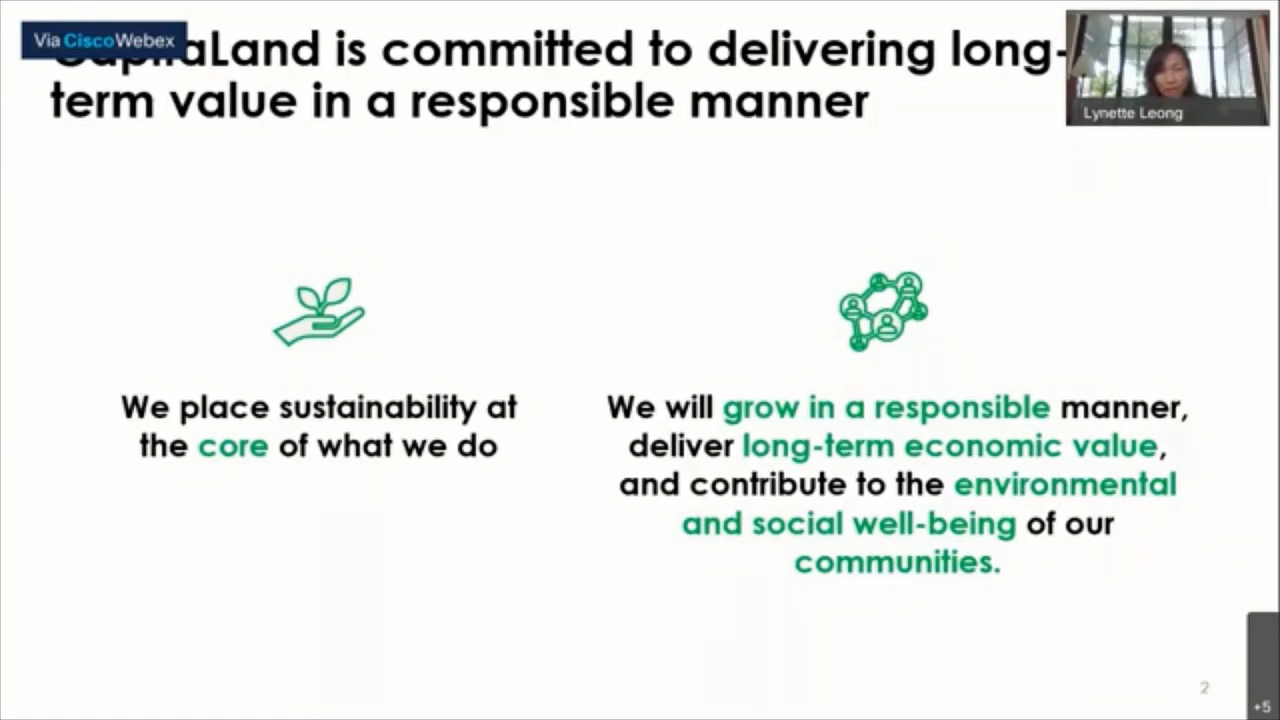 Via CiscoWebex
CapitaLand is committed to delivering long-
term value in a responsible manner
Lynette Leong
We place sustainability at
the core of what we do
We will grow in a responsible manner,
deliver long-term economic value,
and contribute to the environmental
and social well-being of our
communities.
2
+5